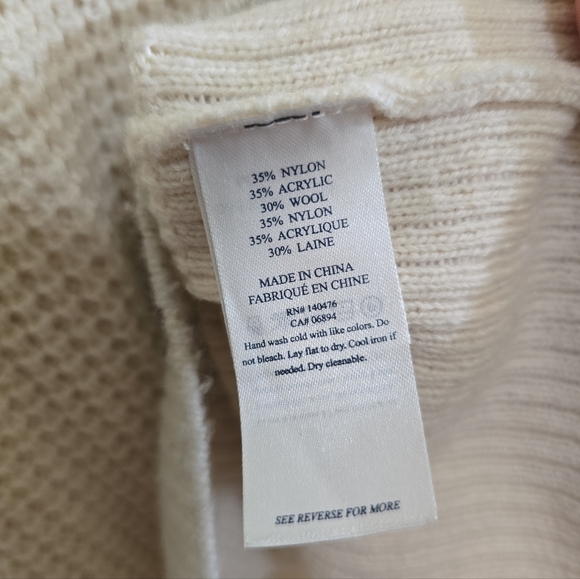 35% NYLON
35% ACRYLIC
30% WOOL
35% NYLON
35% ACRYLIQUE
30% LAINE
MADE IN CHINA
FABRIQUÉ EN CHINE
RN# 140476
CA# 06894
Hand wash cold with like colors. Do
not bleach. Lay flat to dry. Cool iron if
needed. Dry cleanable.
SEE REVERSE FOR MORE